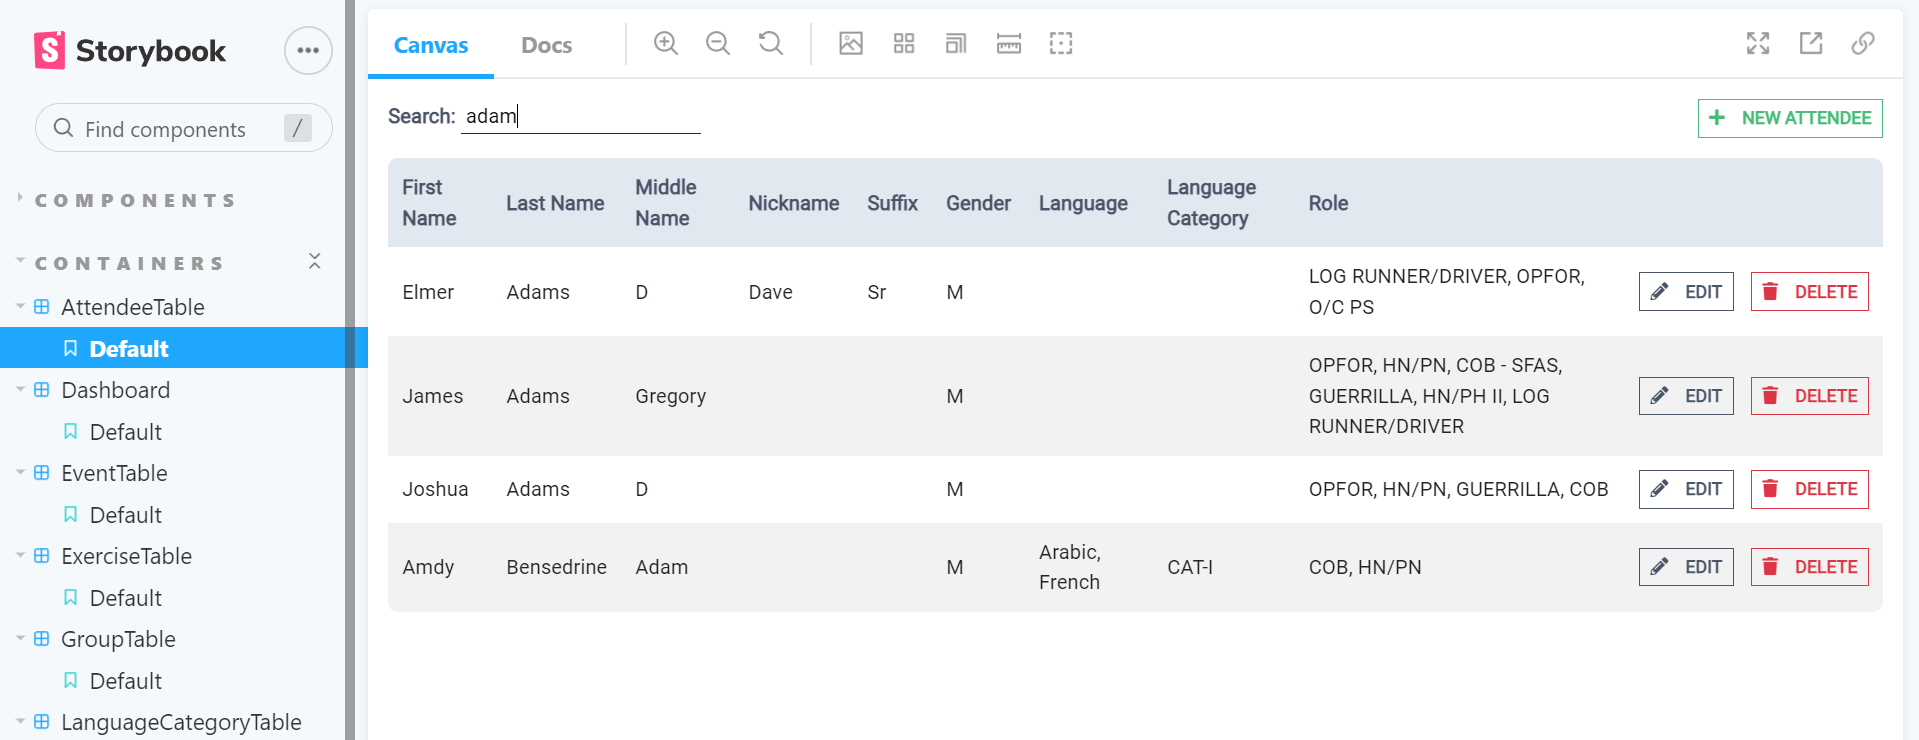 Storybook
Find components /
COMPONENTS
CONTAINERS
AttendeeTable
Default
Dashboard
Default
EventTable
Default
ExerciseTable
Default
GroupTable
Default
LanguageCategoryTable
Canvas Docs
Search: adam
NEW ATTENDEE
First Name Last Name Middle Name Nickname Suffix Gender Language Language Category Role
Elmer Adams D Dave Sr M LOG RUNNER/DRIVER, OPFOR,
O/C PS
EDIT DELETE
James Adams Gregory M OPFOR, HN/PN, COB - SFAS,
GUERRILLA, HN/PH II, LOG
RUNNER/DRIVER
EDIT DELETE
Joshua Adams D M OPFOR, HN/PN, GUERRILLA, COB EDIT DELETE
Amdy Bensedrine Adam M Arabic,
French
CAT-I COB, HN/PN EDIT DELETE